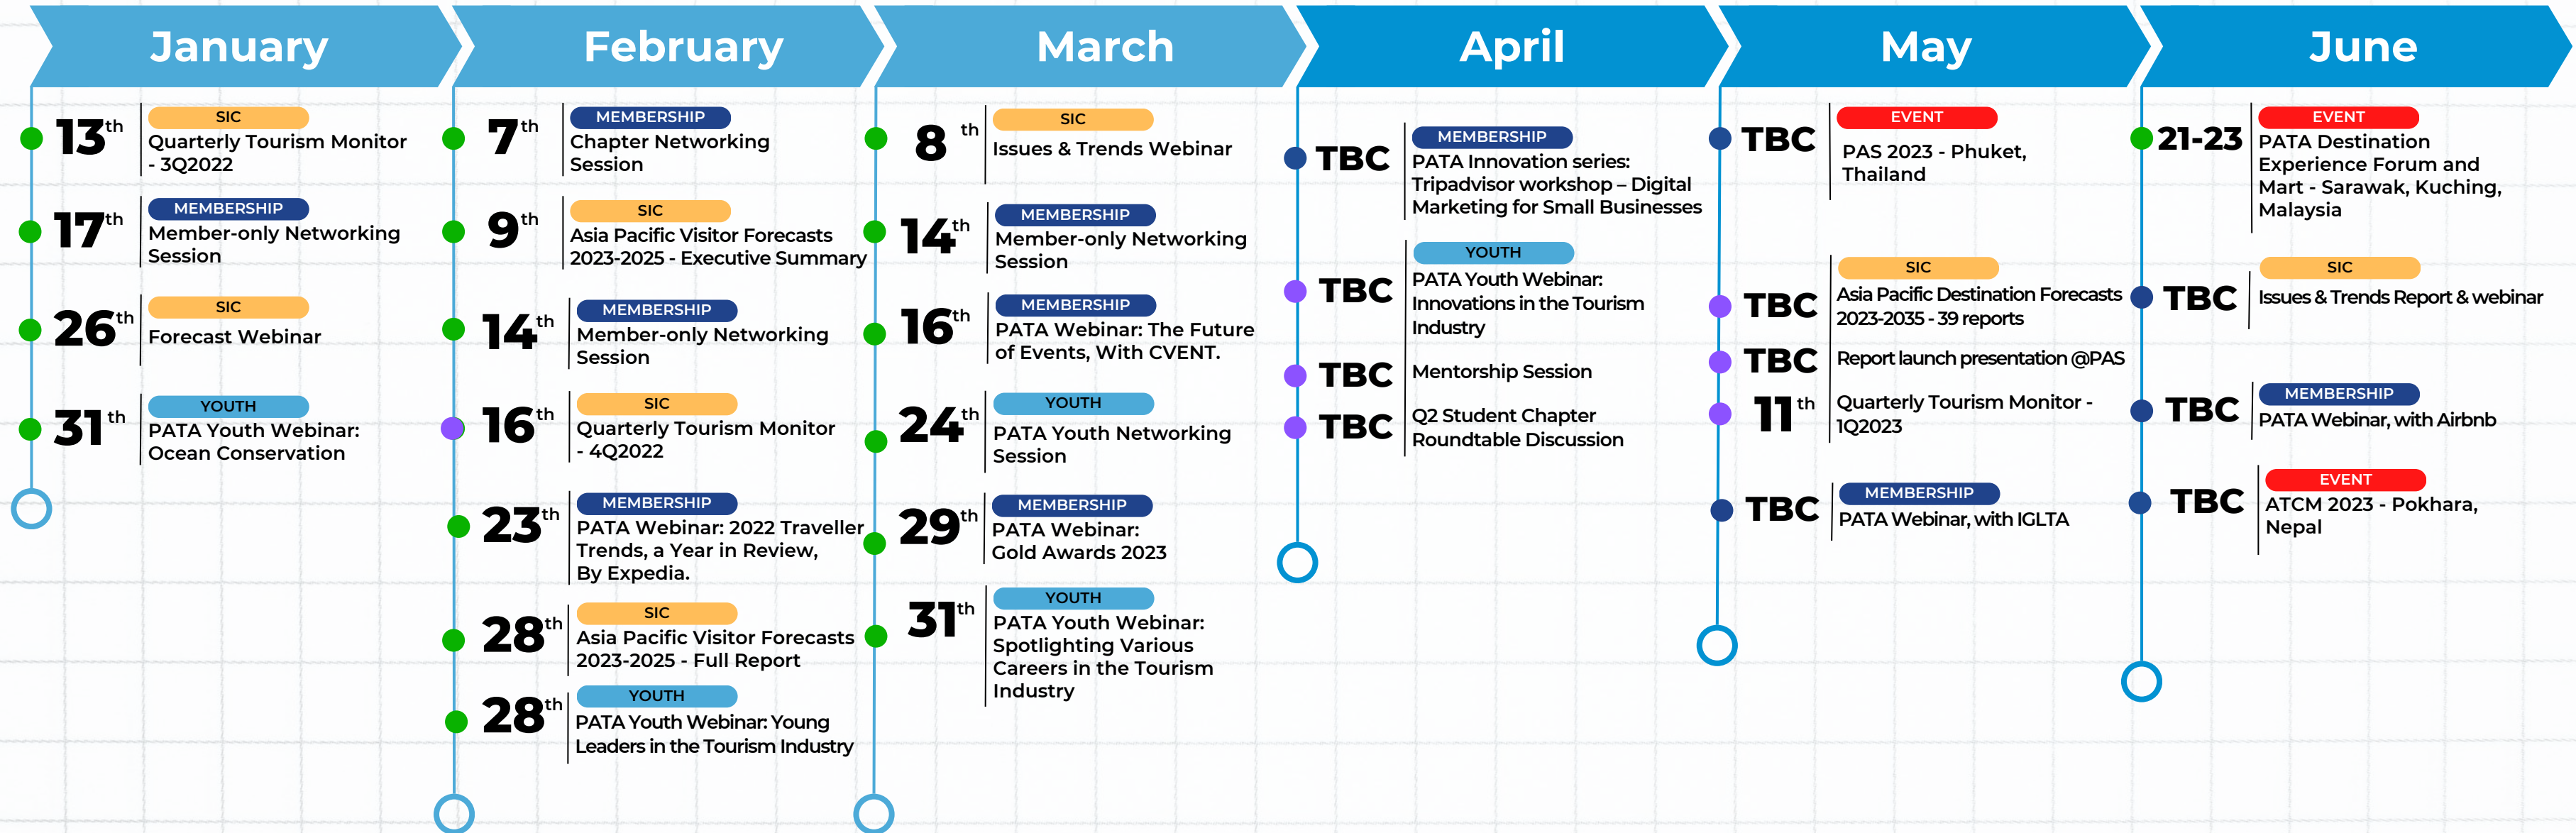 January
13th
SIC
Quarterly Tourism Monitor
- 3Q2022
17th
MEMBERSHIP
Member-only Networking
Session
26th
SIC
Forecast Webinar
31th
YOUTH
PATA Youth Webinar:
Ocean Conservation
February
7th
MEMBERSHIP
Chapter Networking
Session
9th
SIC
Asia Pacific Visitor Forecasts
2023-2025 - Executive Summary
14th
MEMBERSHIP
Member-only Networking
Session
16th
SIC
Quarterly Tourism Monitor
- 4Q2022
23th
MEMBERSHIP
PATA Webinar: 2022 Traveller
Trends, a Year in Review,
By Expedia.
28th
SIC
Asia Pacific Visitor Forecasts
2023-2025 - Full Report
28th
YOUTH
PATA Youth Webinar: Young
Leaders in the Tourism Industry
March
8th
SIC
Issues & Trends Webinar
14th
MEMBERSHIP
Member-only Networking
Session
16th
MEMBERSHIP
PATA Webinar: The Future
of Events, With CVENT.
24th
YOUTH
PATA Youth Networking
Session
29th
MEMBERSHIP
PATA Webinar:
Gold Awards 2023
31th
YOUTH
PATA Youth Webinar:
Spotlighting Various
Careers in the Tourism
Industry
April
TBC
MEMBERSHIP
PATA Innovation series:
Tripadvisor workshop – Digital
Marketing for Small Businesses
TBC
YOUTH
PATA Youth Webinar:
Innovations in the Tourism
Industry
TBC
Mentorship Session
TBC
Q2 Student Chapter
Roundtable Discussion
May
TBC
EVENT
PAS 2023 - Phuket,
Thailand
TBC
SIC
Asia Pacific Destination Forecasts
2023-2035 - 39 reports
TBC
Report launch presentation @PAS
11th
Quarterly Tourism Monitor -
1Q2023
TBC
MEMBERSHIP
PATA Webinar, with IGLTA
June
21-23
EVENT
PATA Destination
Experience Forum and
Mart - Sarawak, Kuching,
Malaysia
TBC
SIC
Issues & Trends Report & webinar
TBC
MEMBERSHIP
PATA Webinar, with Airbnb
TBC
EVENT
ATCM 2023 - Pokhara,
Nepal